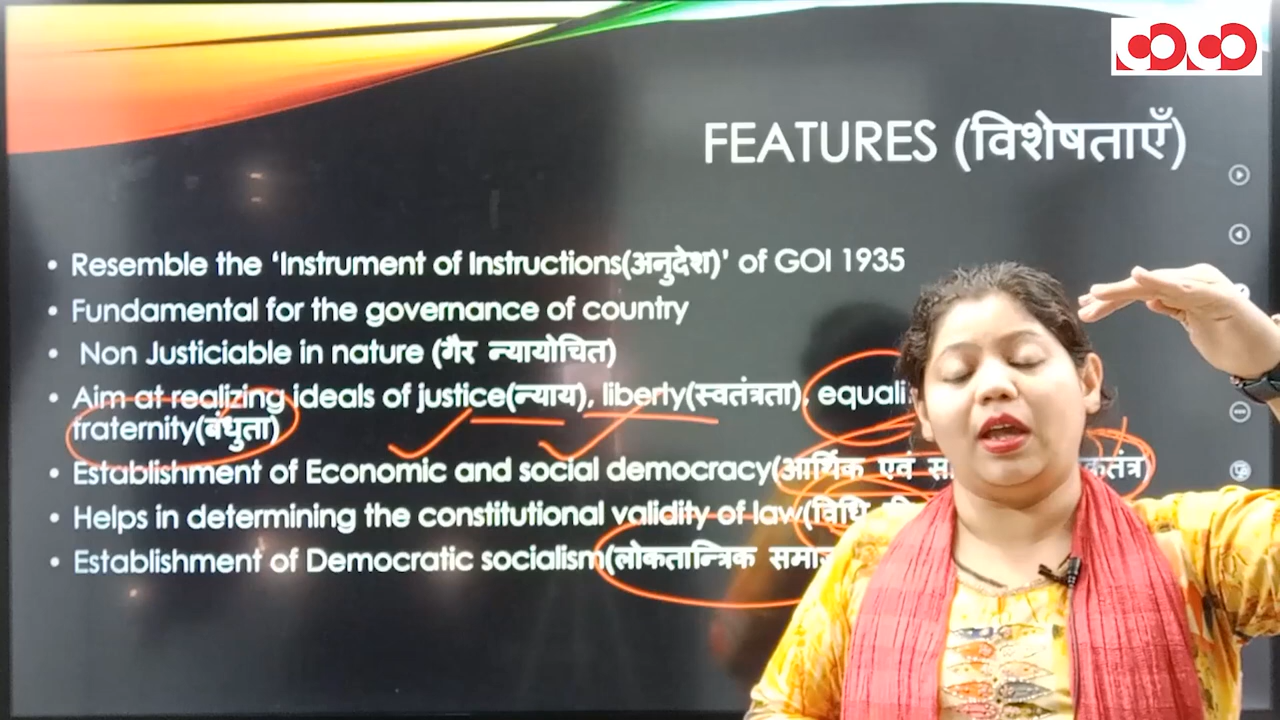 FEATURES (विशेषताएँ)
• Resemble the ‘Instrument of Instructions(अनुदेश)’ of GOI 1935
• Fundamental for the governance of country
• Non Justiciable in nature (गैर न्यायोचित)
• Aim at realizing ideals of justice(न्याय), liberty(स्वतंत्रता),
fraternity(बंधुता)
• Establishment of Economic and social democracy(आर्थिक एवं
• Helps in determining the constitutional validity of law(विधि
• Establishment of Democratic socialism(लोकतान्त्रिक